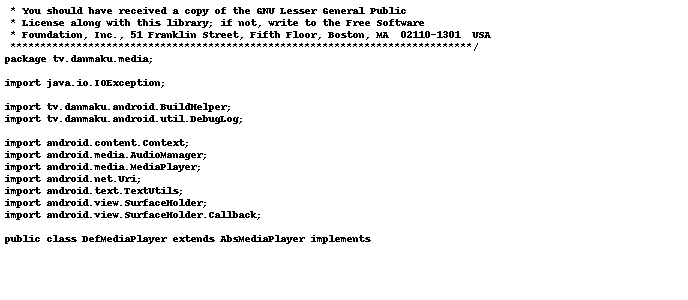 * You should have received a copy of the GNU Lesser General Public
 * License along with this library; if not, write to the Free Software
 * Foundation, Inc., 51 Franklin Street, Fifth Floor, Boston, MA  02110-1301  USA
 ******************************************************************************/
package tv.danmaku.media;

import java.io.IOException;

import tv.danmaku.android.BuildHelper;
import tv.danmaku.android.util.DebugLog;

import android.content.Context;
import android.media.AudioManager;
import android.media.MediaPlayer;
import android.net.Uri;
import android.text.TextUtils;
import android.view.SurfaceHolder;
import android.view.SurfaceHolder.Callback;

public class DefMediaPlayer extends AbsMediaPlayer implements